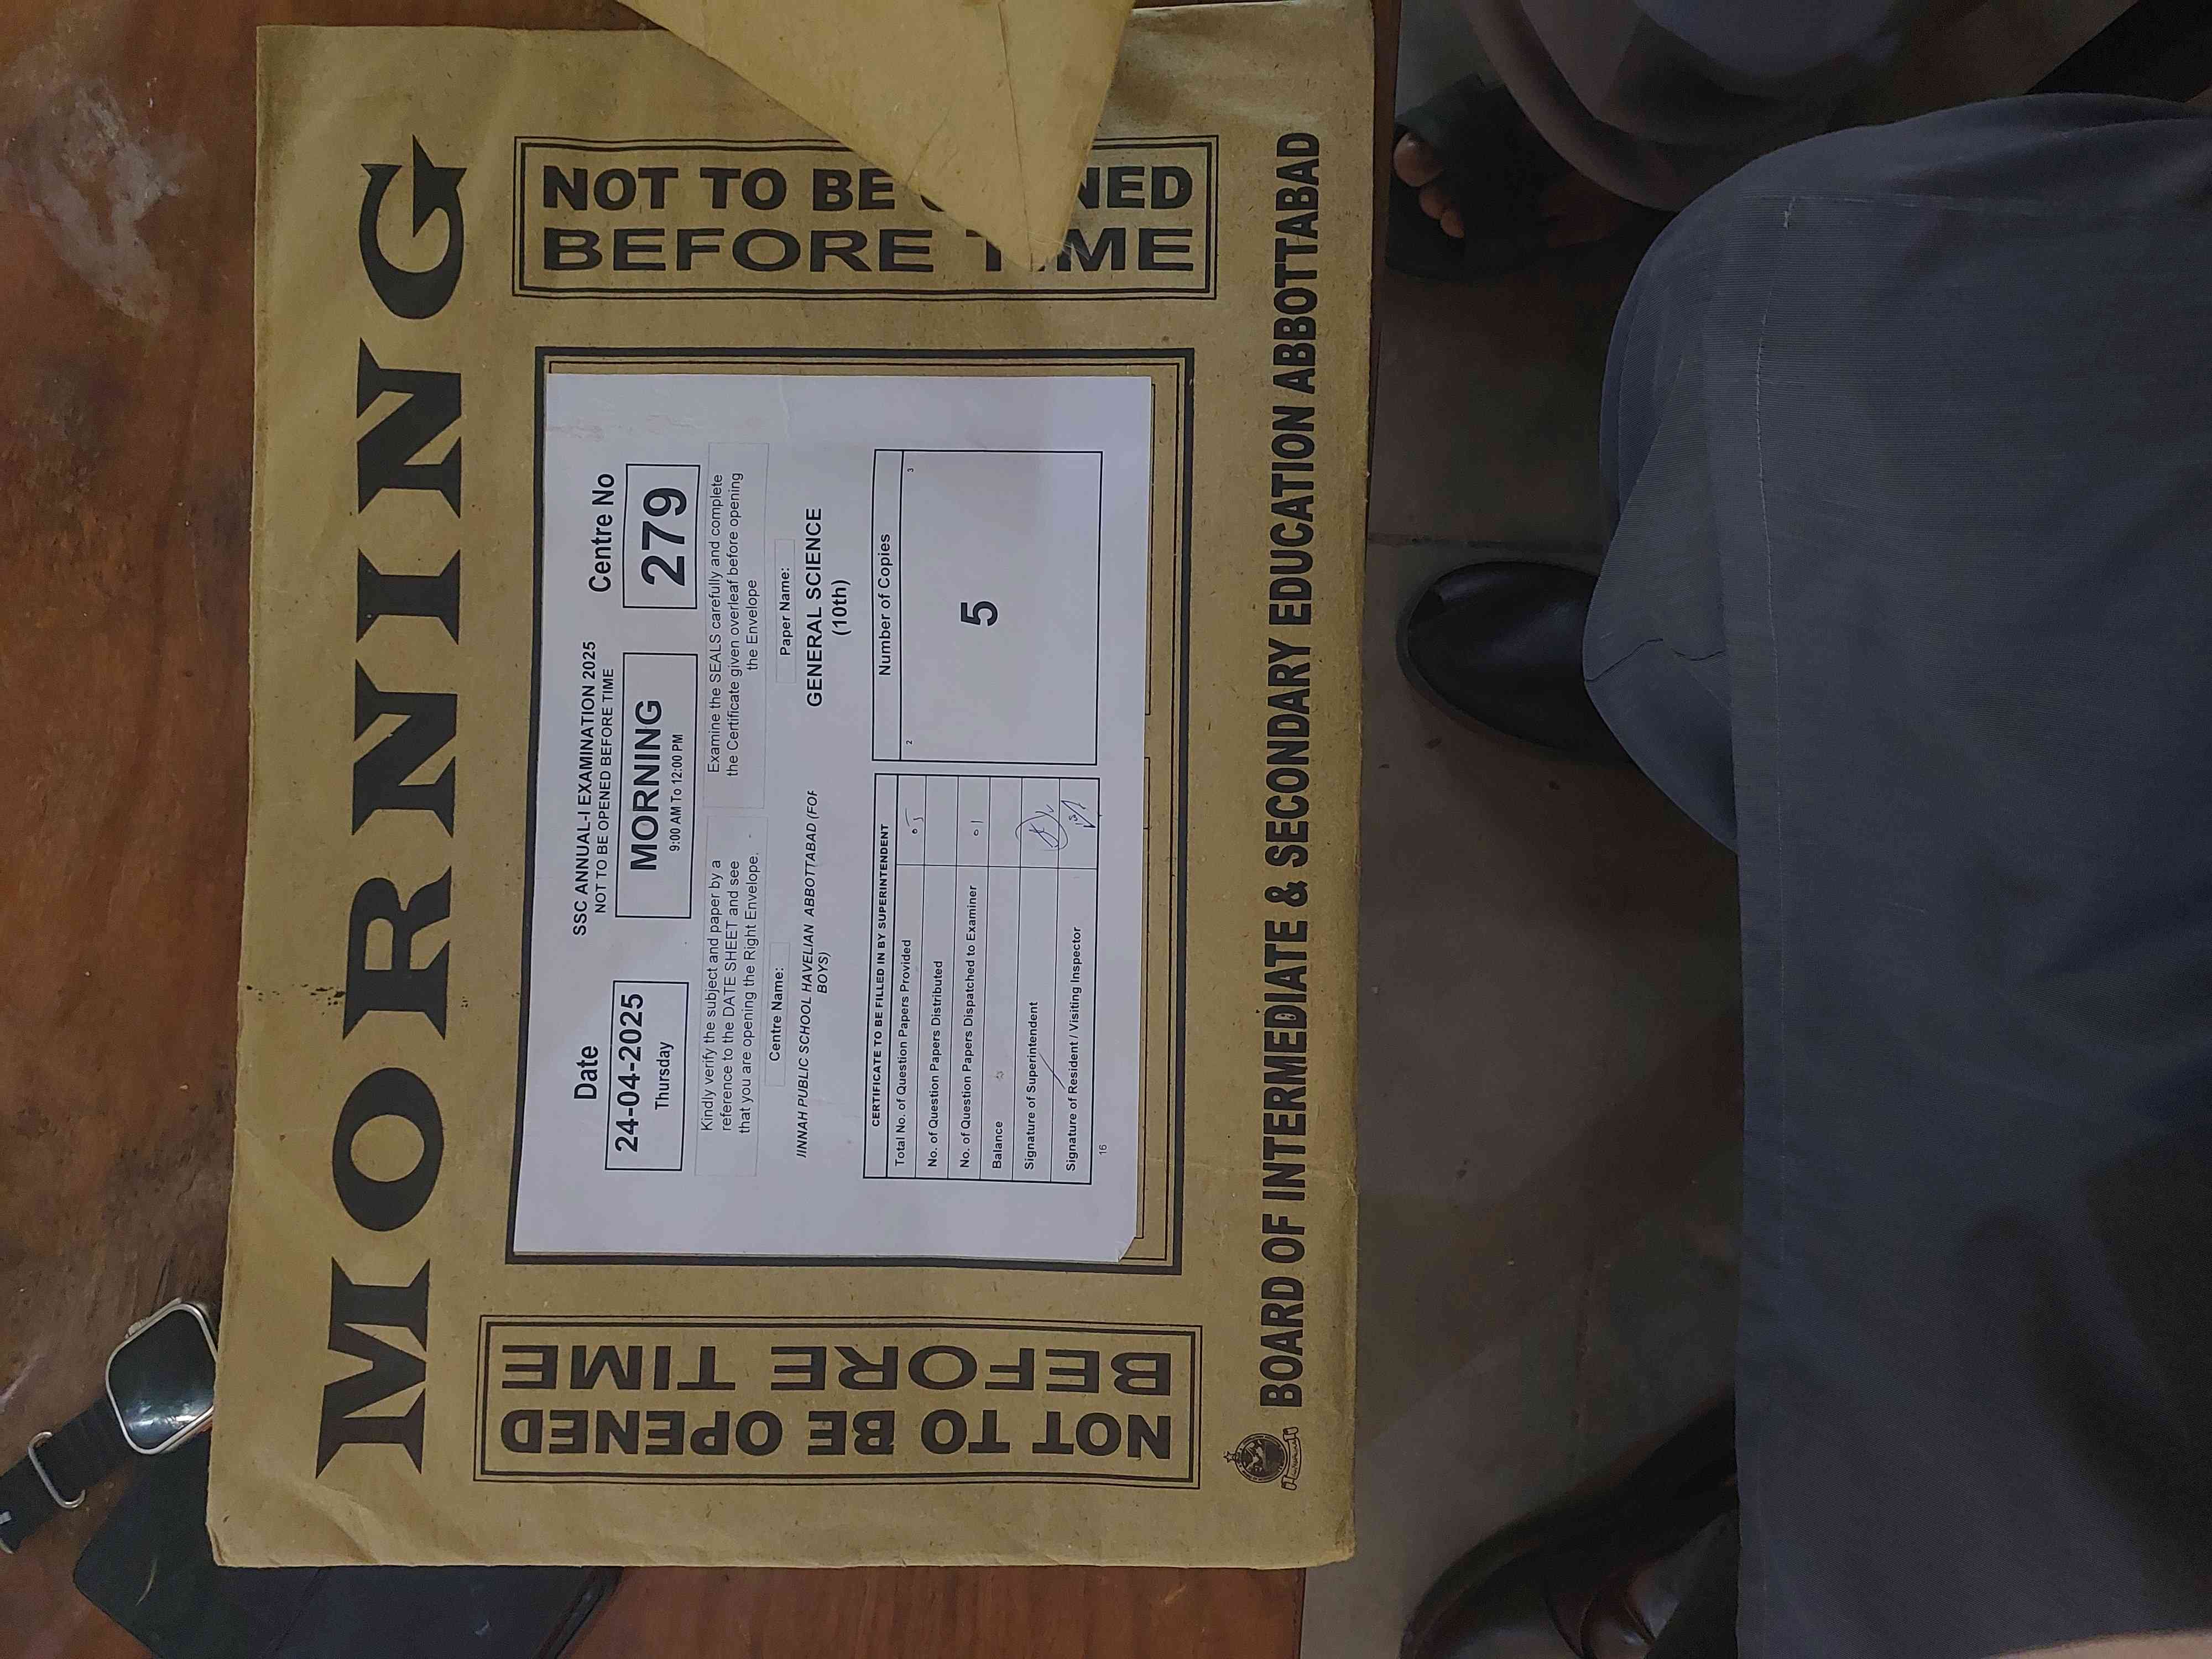 MORNING
NOT TO BE OPENED
BEFORE TIME
SSC ANNUAL-I EXAMINATION 2025
NOT TO BE OPENED BEFORE TIME
Date
24-04-2025
Thursday
MORNING
9:00 AM To 12:00 PM
Centre No
279
Kindly verify the subject and paper by a
reference to the DATE SHEET and see
that you are opening the Right Envelope.
Examine the SEALS carefully and complete
the Certificate given overleaf before opening
the Envelope
Centre Name:
JINNAH PUBLIC SCHOOL HAVELIAN ABBOTTABAD (FOR
BOYS)
Paper Name:
GENERAL SCIENCE
(10th)
CERTIFICATE TO BE FILLED IN BY SUPERINTENDENT
Total No. of Question Papers Provided 05
No. of Question Papers Distributed
No. of Question Papers Dispatched to Examiner 01
Balance
Signature of Superintendent
Signature of Resident / Visiting Inspector
16
Number of Copies
2 3
5
NOT TO BE NED
BEFORE TIME
BOARD OF INTERMEDIATE & SECONDARY EDUCATION ABBOTTABAD